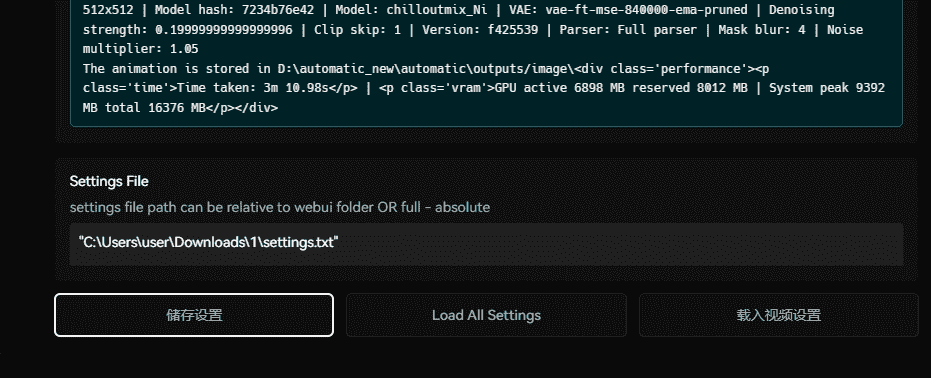 512x512 | Model hash: 7234b76e42 | Model: chilloutmix_Ni | VAE: vae-ft-mse-840000-ema-pruned | Denoising
strength: 0.19999999999999996 | Clip skip: 1 | Version: f425539 | Parser: Full parser | Mask blur: 4 | Noise
multiplier: 1.05
The animation is stored in D:\automatic_new\automatic\outputs/image\<div class='performance'><p
class='time'>Time taken: 3m 10.98s</p> | <p class='vram'>GPU active 6898 MB reserved 8012 MB | System peak 9392
MB total 16376 MB</p></div>
Settings File
settings file path can be relative to webui folder OR full - absolute
"C:\Users\user\Downloads\1\settings.txt"
储存设置
Load All Settings
载入视频设置